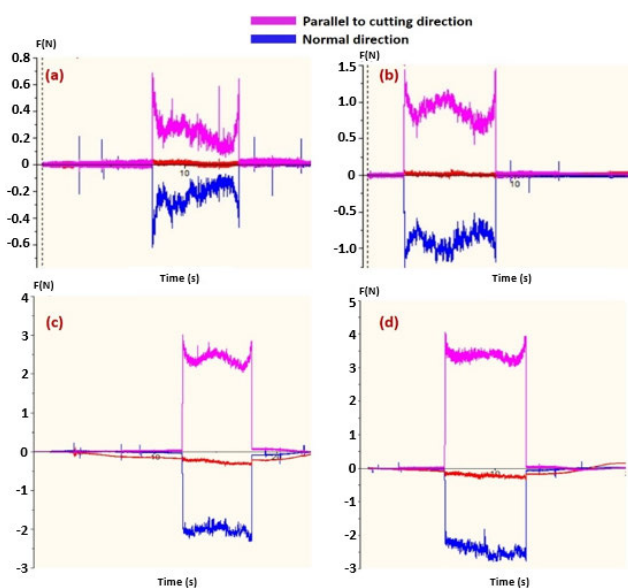 Parallel to cutting direction
Normal direction
F(N)
(a)
0.8
0.6
0.4
0.2
0
-0.2
-0.4
-0.6
10
Time (s)
F(N)
(b)
1.5
1.0
0.5
0
-0.5
-1.0
10
Time (s)
F(N)
(c)
4
3
2
1
0
-1
-2
-3
10
Time (s)
F(N)
(d)
5
4
3
2
1
0
-1
-2
-3
10
Time (s)